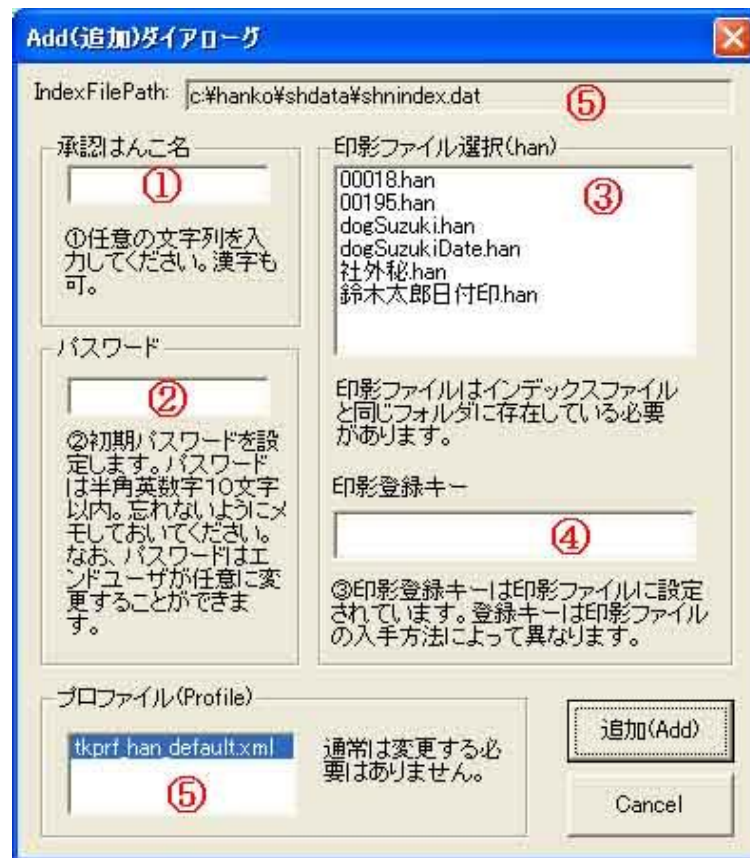 Add(追加)ダイアローグ
IndexFilePath: c:¥hanko¥shdata¥shnindex.dat ⑤
承認はんこ名
①
①任意の文字列を入
力してください。漢字も
可。
パスワード
②
②初期パスワードを設
定します。パスワード
は半角英数字10文字
以内。忘れないようにメ
モしておいてください。
なお、パスワードはエ
ンドユーザが任意に変
更することができま
す。
印影ファイル選択(han)
00018.han
00195.han
dogSuzuki.han
dogSuzukiDate.han
社外秘.han
鈴木太郎日付印.han
③
印影ファイルはインデックスファイル
と同じフォルダに存在している必要
があります。
印影登録キー
④
③印影登録キーは印影ファイルに設定
されています。登録キーは印影ファイル
の入手方法によって異なります。
プロファイル(Profile)
tkprf_han_default.xml
⑤
通常は変更する必
要はありません。
追加(Add)
Cancel